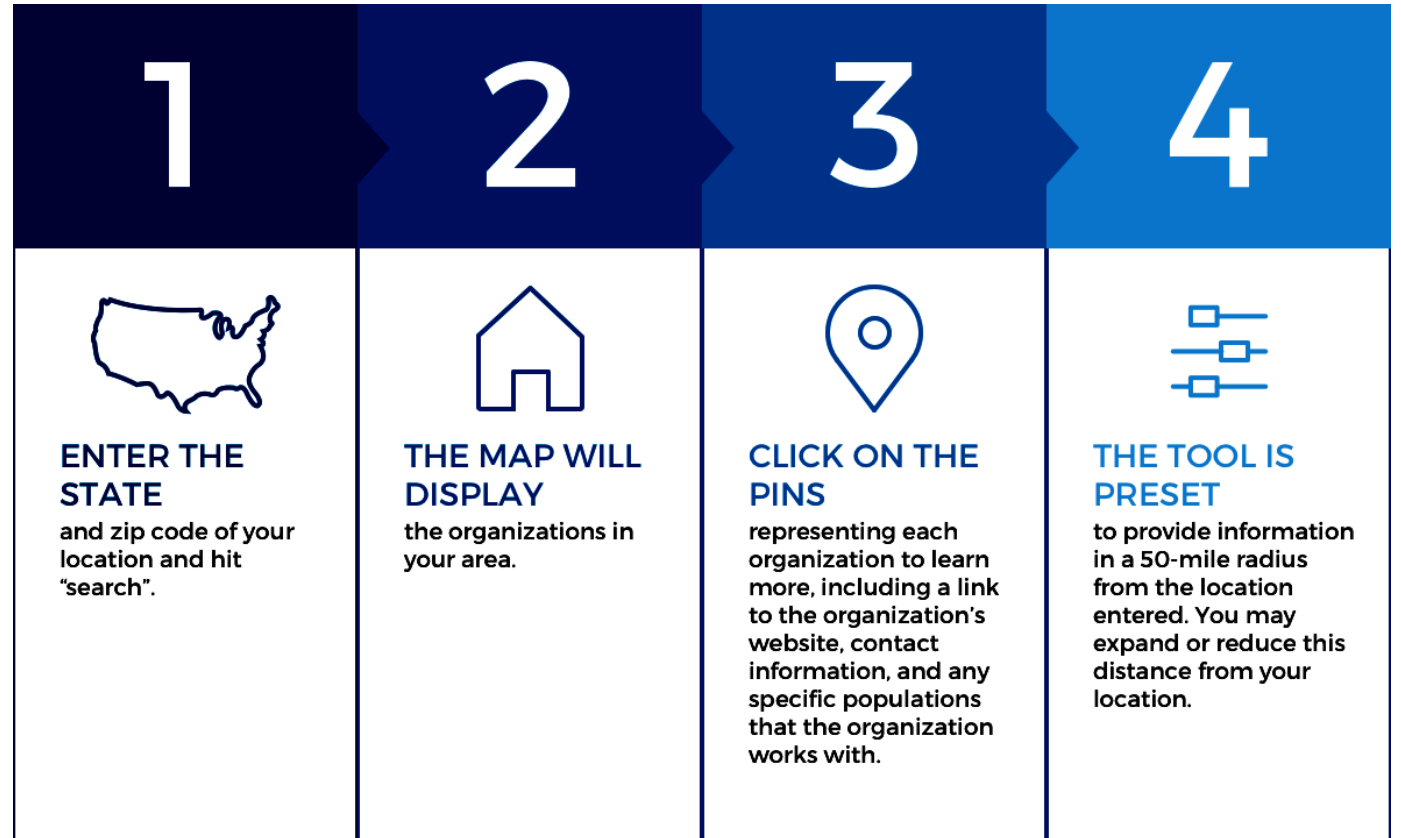 1
2
3
4
ENTER THE
STATE
and zip code of your
location and hit
“search”.
THE MAP WILL
DISPLAY
the organizations in
your area.
CLICK ON THE
PINS
representing each
organization to learn
more, including a link
to the organization’s
website, contact
information, and any
specific populations
that the organization
works with.
THE TOOL IS
PRESET
to provide information
in a 50-mile radius
from the location
entered. You may
expand or reduce this
distance from your
location.